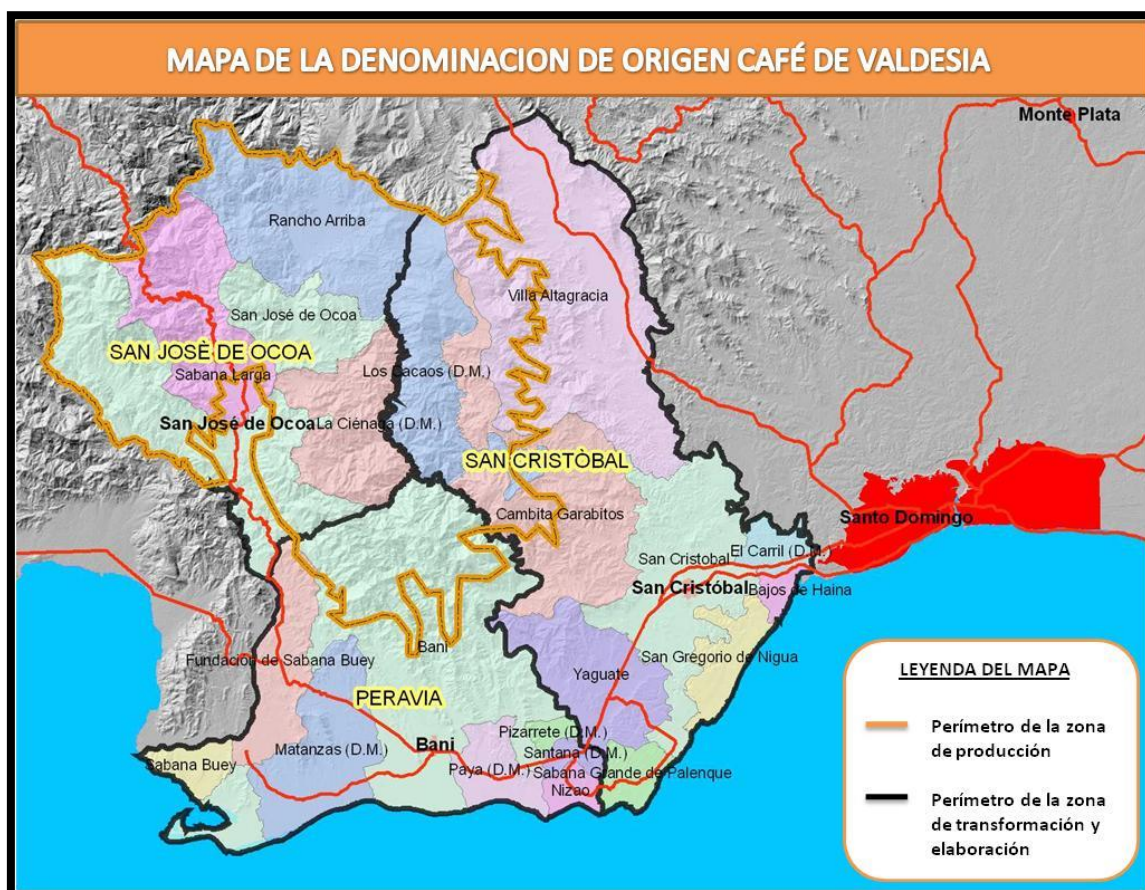 MAPA DE LA DENOMINACION DE ORIGEN CAFÉ DE VALDESIA
Monte Plata
Rancho Arriba
Villa Altagracia
San José de Ocoa
SAN JOSÈ DE OCOA
Sabana Larga
Los Cacaos (D.M.)
San José de Ocoa
La Ciénaga (D.M.)
SAN CRISTÒBAL
Cambita Garabitos
Santo Domingo
San Cristobal
El Carril (D.M.)
San Cristóbal
Bajos de Haina
Bani
Fundación de Sabana Buey
San Gregorio de Nigua
Yaguate
PERAVIA
Pizarrete (D.M.)
Bani
Matanzas (D.M.)
Santana (D.M.)
Sabana Buey
Paya (D.M.)
Sabana Grande de Palenque
Nizao
LEYENDA DEL MAPA
Perímetro de la zona
de producción
Perímetro de la zona
de transformación y
elaboración